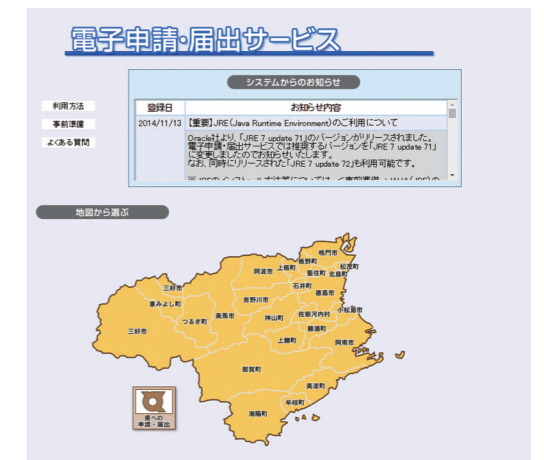 電子申請・届出サービス
システムからのお知らせ
利用方法
事前準備
よくある質問
登録日 お知らせ内容
2014/11/13 【重要】JRE(Java Runtime Environment)のご利用について
Oracle社より、「JRE 7 update 71」のバージョンがリリースされました。
電子申請・届出サービスでは推奨するバージョンを「JRE 7 update 71」
に変更しましたのでお知らせいたします。
なお、同時にリリースされた「JRE 7 update 72」も利用可能です。
地図から選ぶ
鳴門市
板野町
松茂町
上板町
藍住町
北島町
阿波市
石井町
徳島市
三好市
東みよし町
吉野川市
美馬市
つるぎ町
神山町
佐那河内村
小松島市
勝浦町
三好市
上勝町
阿南市
那賀町
美波町
牟岐町
海陽町
県への
申請・届出